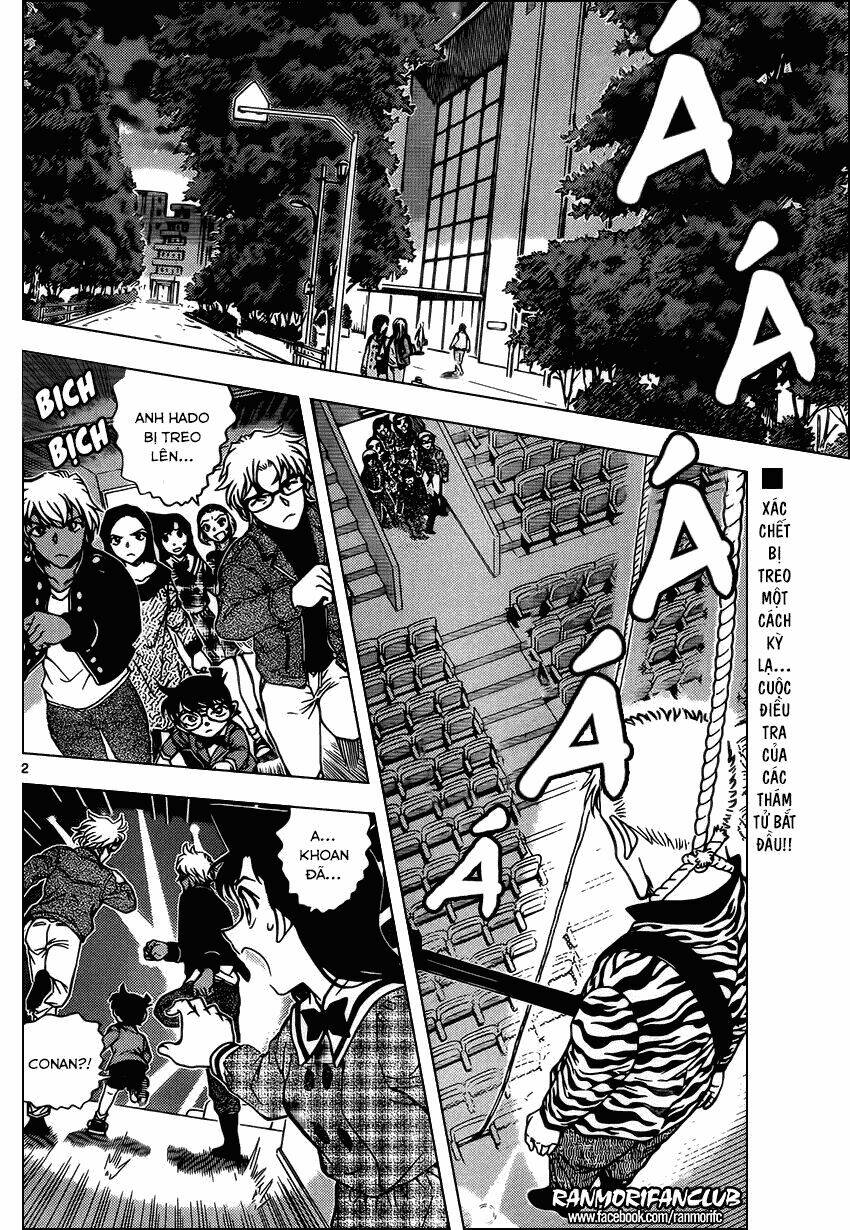 Á
Á
BỊCH
BỊCH
ANH HADO
BỊ TREO
LÊN...
Á
Á
Á
Á
XÁC
CHẾT
BỊ
TREO
MỘT
CÁCH
KỲ
LẠ...
CUỘC
ĐIỀU
TRA
CỦA
CÁC
THÁM
TỬ BẮT
ĐẦU!!
2
A...
KHOAN
ĐÃ...
CONAN?!
RANMORIFANCLUB
www.facebook.com/ranmorifc